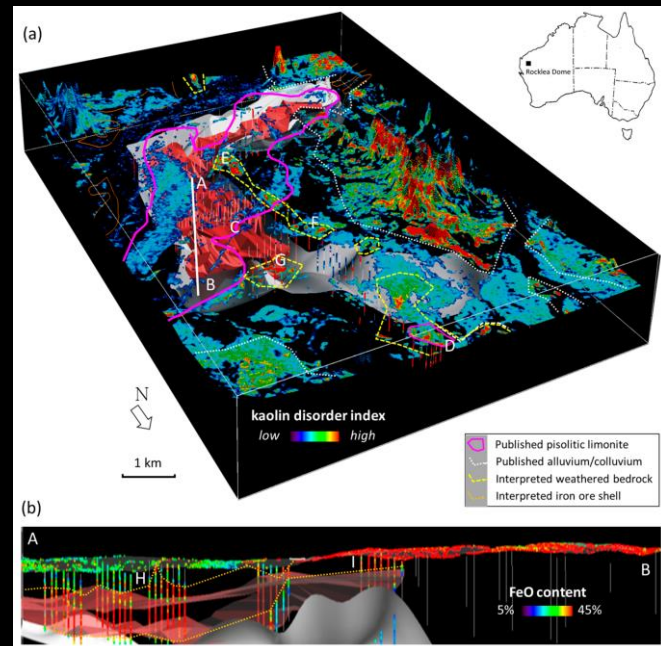 (a)
Rocklea Dome
A
E
C
F
G
B
D
N
1 km
kaolin disorder index
low high
Published pisolitic limonite
Published alluvium/colluvium
Interpreted weathered bedrock
Interpreted iron ore shell
(b)
A
H
I
B
FeO content
5% 45%